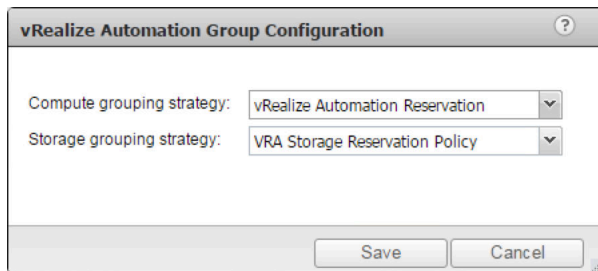 vRealize Automation Group Configuration ?
Compute grouping strategy: vRealize Automation Reservation
Storage grouping strategy: VRA Storage Reservation Policy
Save Cancel